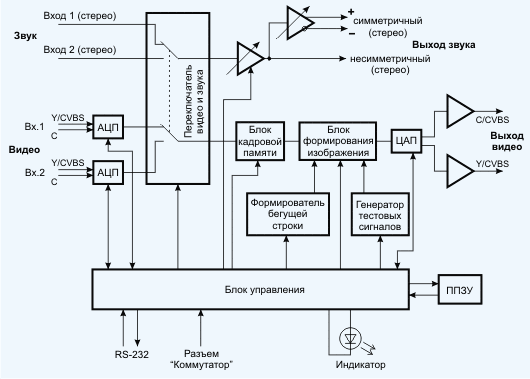 Вход 1 (стерео)
Звук
Вход 2 (стерео)
+
симметричный
(стерео)
–
Выход звука
несимметричный
(стерео)
Переключатель
видео и звука
Y/CVBS
Вх.1
C
АЦП
Видео
Y/CVBS
Вх.2
C
АЦП
Блок
кадровой
памяти
Блок
формирования
изображения
ЦАП
C/CVBS
Выход
видео
Y/CVBS
Формирователь
бегущей
строки
Генератор
тестовых
сигналов
Блок управления
ППЗУ
RS-232
Разъем
"Коммутатор"
Индикатор